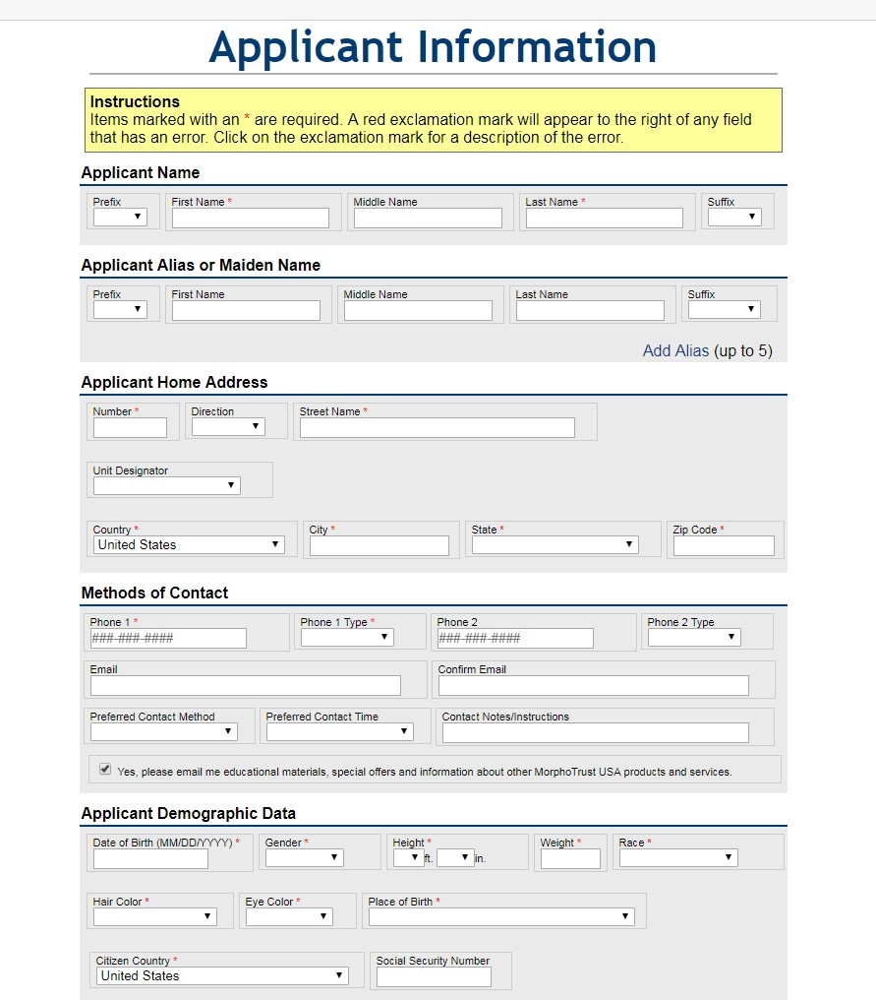 Applicant Information
Instructions
Items marked with an * are required. A red exclamation mark will appear to the right of any field
that has an error. Click on the exclamation mark for a description of the error.
Applicant Name
Prefix First Name * Middle Name Last Name * Suffix
Applicant Alias or Maiden Name
Prefix First Name Middle Name Last Name Suffix
Add Alias (up to 5)
Applicant Home Address
Number * Direction Street Name *
Unit Designator
Country * City * State * Zip Code *
United States
Methods of Contact
Phone 1 * Phone 1 Type * Phone 2 Phone 2 Type
###-###-#### ###-###-####
Email Confirm Email
Preferred Contact Method Preferred Contact Time Contact Notes/Instructions
Yes, please email me educational materials, special offers and information about other MorphoTrust USA products and services.
Applicant Demographic Data
Date of Birth (MM/DD/YYYY) * Gender * Height * Weight * Race *
ft. in.
Hair Color * Eye Color * Place of Birth *
Citizen Country * Social Security Number
United States